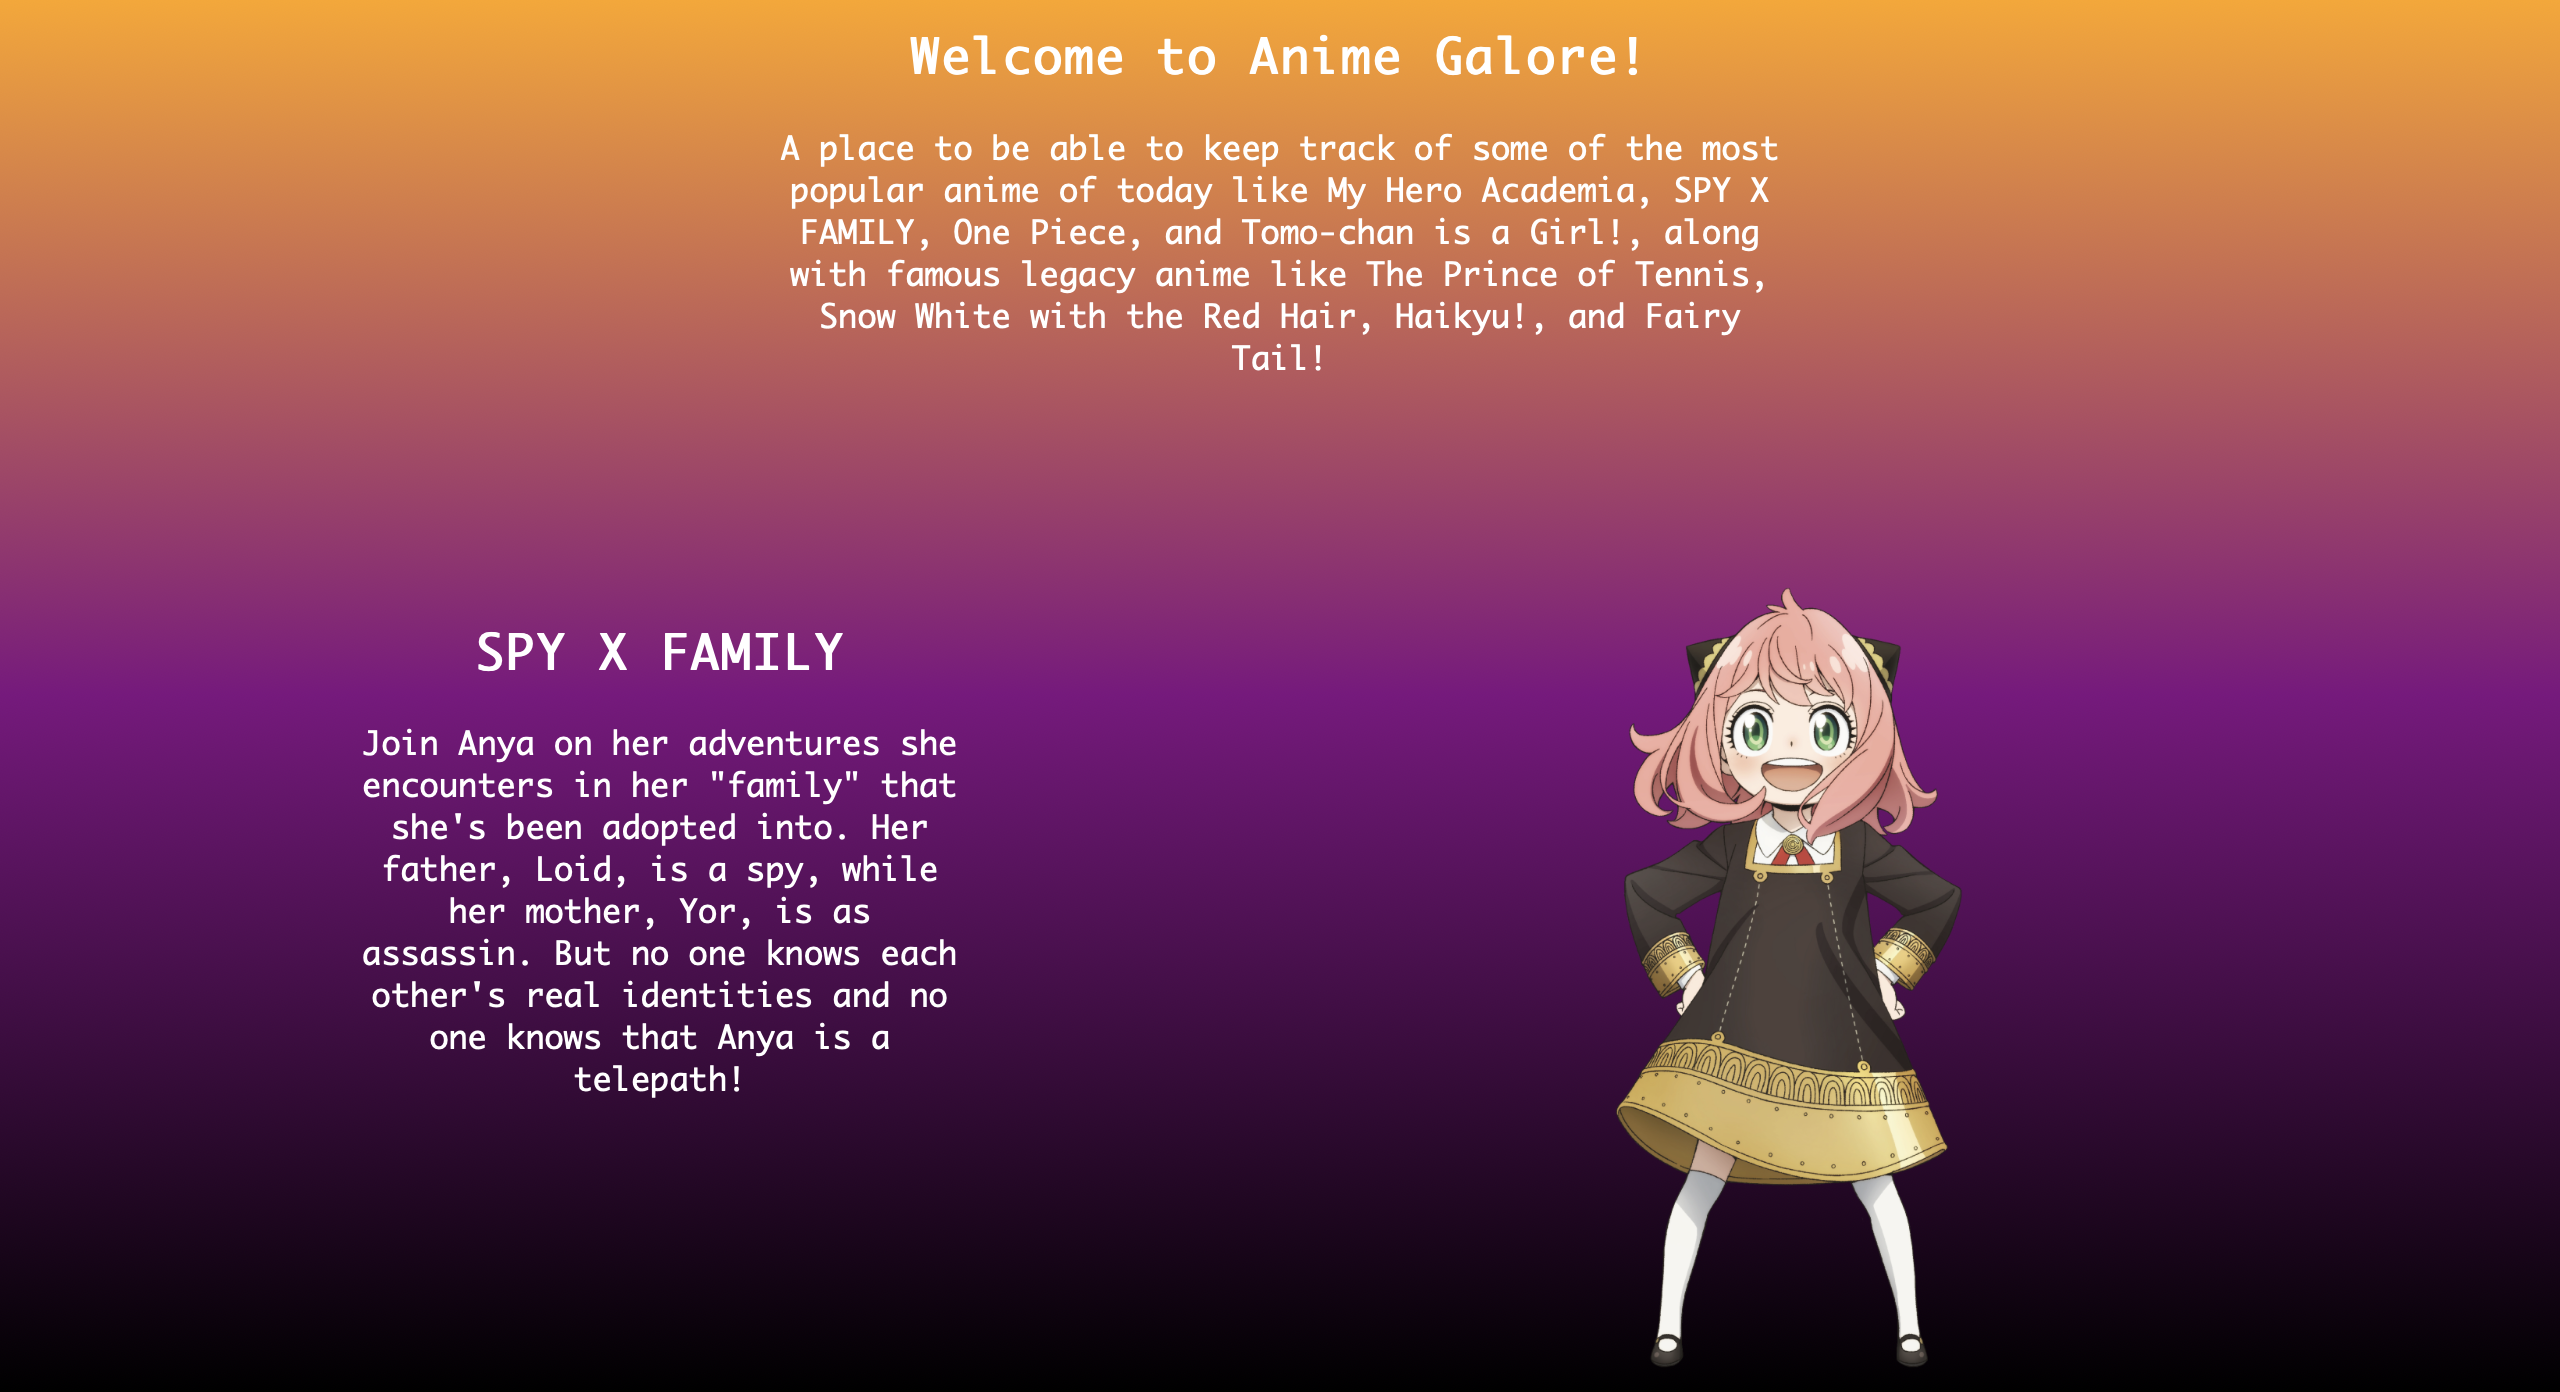 Welcome to Anime Galore!
A place to be able to keep track of some of the most
popular anime of today like My Hero Academia, SPY X
FAMILY, One Piece, and Tomo-chan is a Girl!, along
with famous legacy anime like The Prince of Tennis,
Snow White with the Red Hair, Haikyu!, and Fairy
Tail!
SPY X FAMILY
Join Anya on her adventures she
encounters in her "family" that
she's been adopted into. Her
father, Loid, is a spy, while
her mother, Yor, is as
assassin. But no one knows each
other's real identities and no
one knows that Anya is a
telepath!